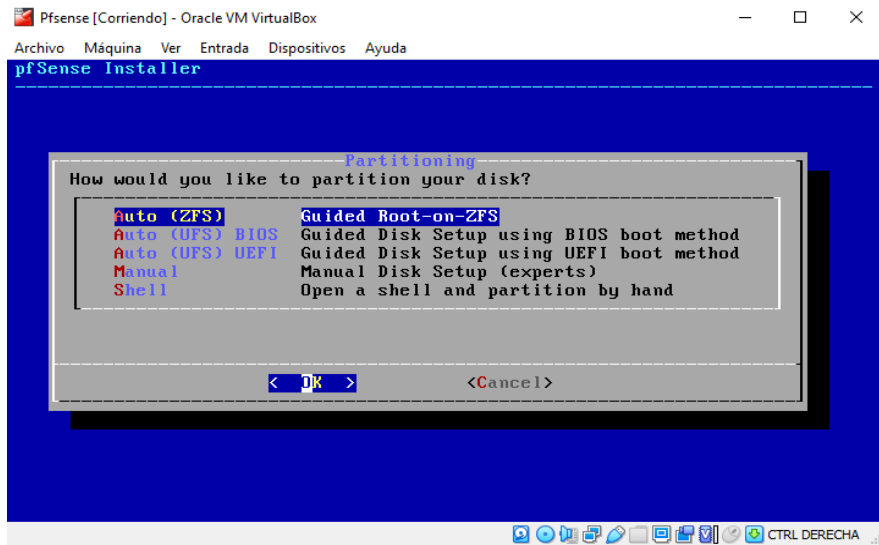 Pfsense [Corriendo] - Oracle VM VirtualBox
Archivo Máquina Ver Entrada Dispositivos Ayuda
pfSense Installer
Partitioning
How would you like to partition your disk?
Auto (ZFS) Guided Root-on-ZFS
Auto (UFS) BIOS Guided Disk Setup using BIOS boot method
Auto (UFS) UEFI Guided Disk Setup using UEFI boot method
Manual Manual Disk Setup (experts)
Shell Open a shell and partition by hand
< OK > <Cancel>
CTRL DERECHA